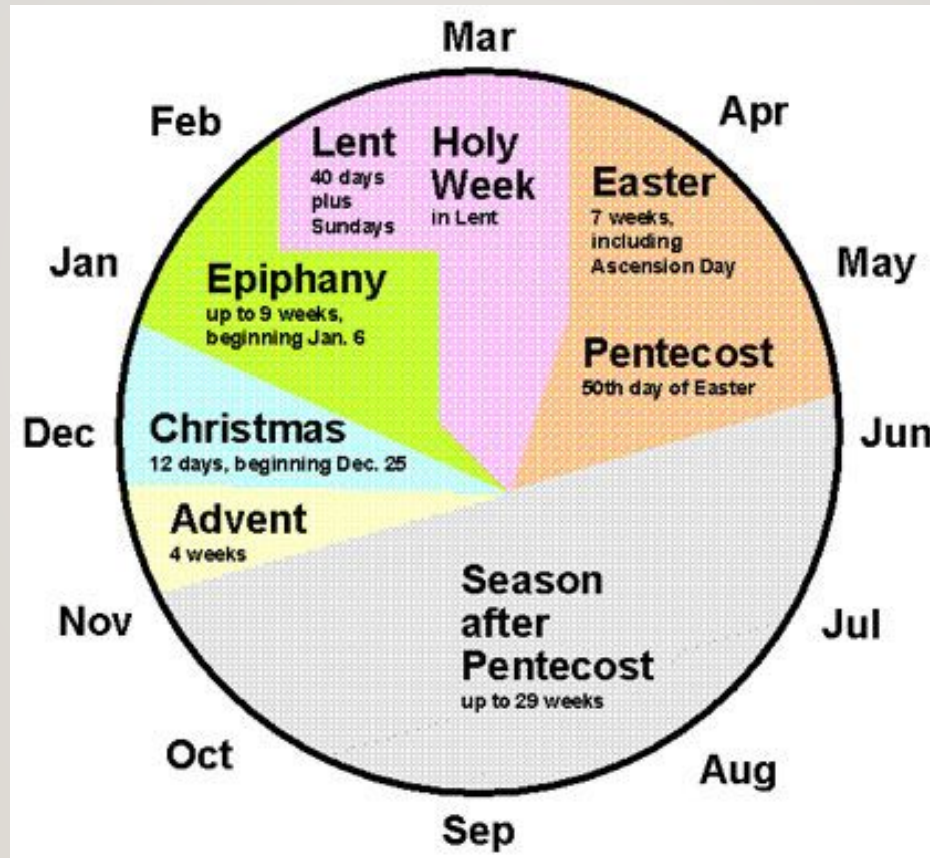 Mar
Apr
May
Jun
Jul
Aug
Sep
Oct
Nov
Dec
Jan
Feb
Lent
40 days
plus
Sundays
Holy
Week
in Lent
Easter
7 weeks,
including
Ascension Day
Pentecost
50th day of Easter
Season
after
Pentecost
up to 29 weeks
Advent
4 weeks
Christmas
12 days, beginning Dec. 25
Epiphany
up to 9 weeks,
beginning Jan. 6